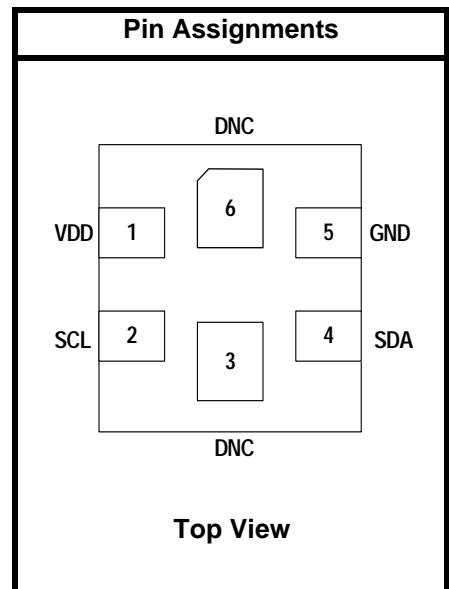 Pin Assignments
DNC
6
VDD 1 5 GND
SCL 2 4 SDA
3
DNC
Top View